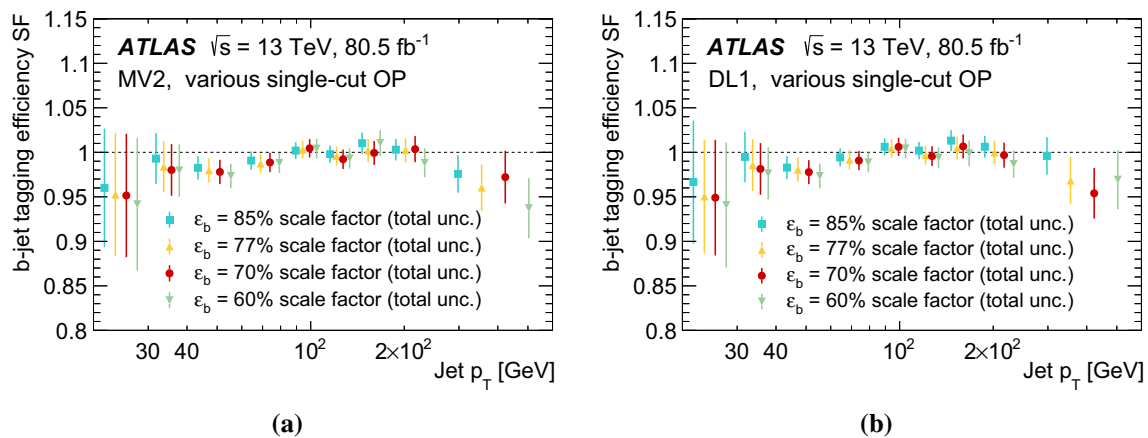 b-jet tagging efficiency SF
1.15
1.1
1.05
1
0.95
0.9
0.85
0.8
ATLAS √s = 13 TeV, 80.5 fb⁻¹
MV2, various single-cut OP
ε_b = 85% scale factor (total unc.)
ε_b = 77% scale factor (total unc.)
ε_b = 70% scale factor (total unc.)
ε_b = 60% scale factor (total unc.)
30 40 10² 2×10²
Jet p_T [GeV]
(a)
b-jet tagging efficiency SF
1.15
1.1
1.05
1
0.95
0.9
0.85
0.8
ATLAS √s = 13 TeV, 80.5 fb⁻¹
DL1, various single-cut OP
ε_b = 85% scale factor (total unc.)
ε_b = 77% scale factor (total unc.)
ε_b = 70% scale factor (total unc.)
ε_b = 60% scale factor (total unc.)
30 40 10² 2×10²
Jet p_T [GeV]
(b)